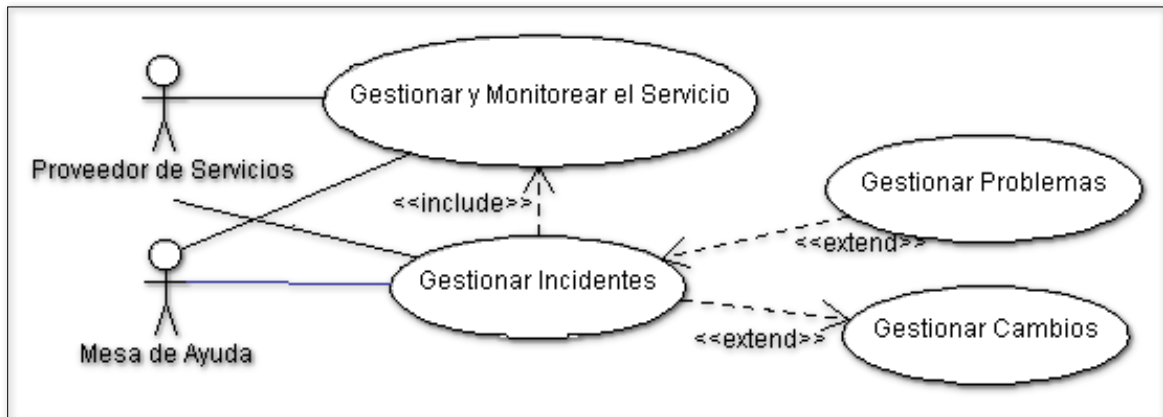 Gestionar y Monitorear el Servicio
Proveedor de Servicios
<<include>>
Gestionar Problemas
<<extend>>
Gestionar Incidentes
Gestionar Cambios
<<extend>>
Mesa de Ayuda